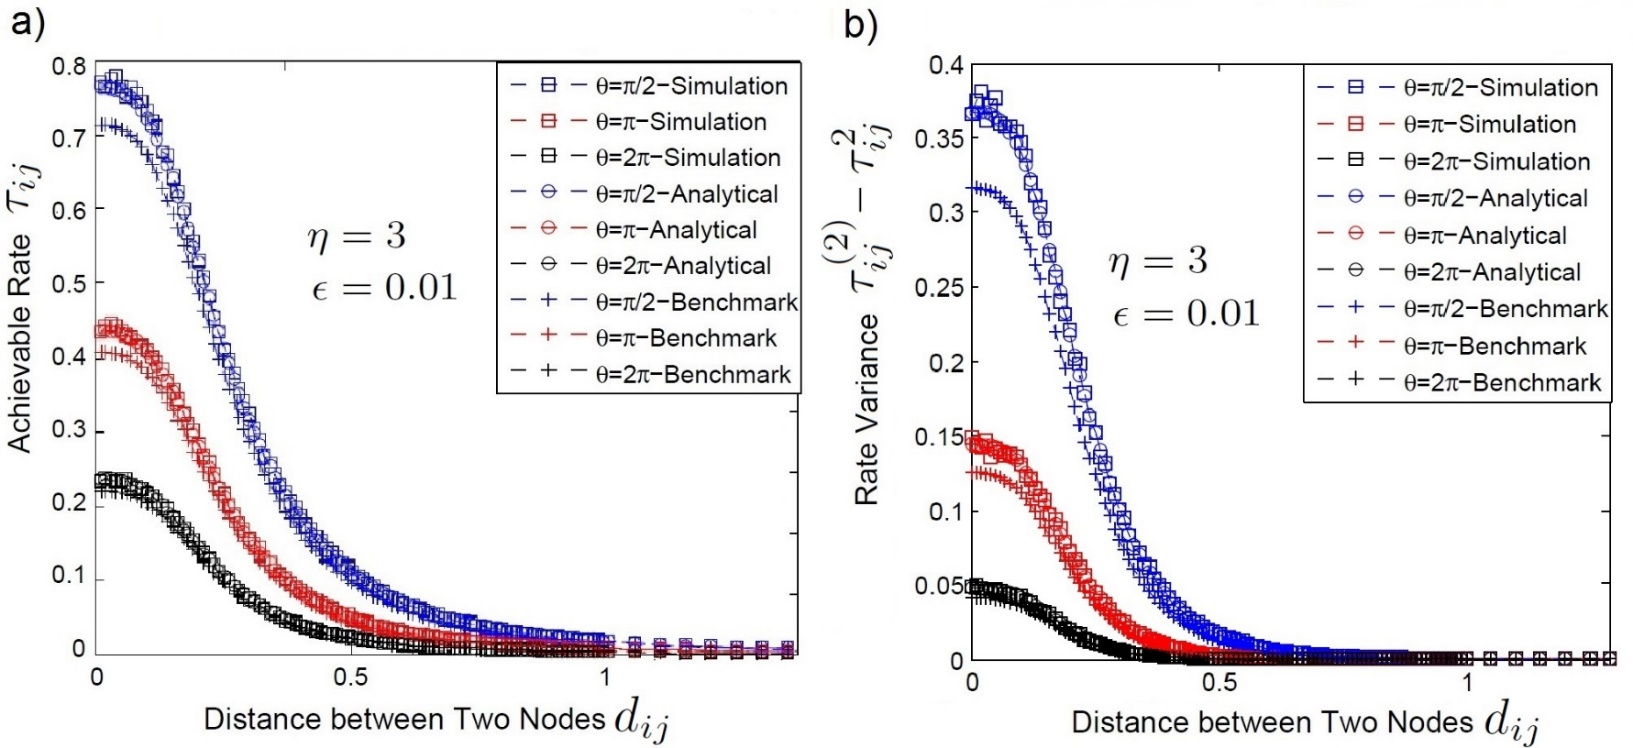 a)
Achievable Rate τij
0.8
0.7
0.6
0.5
0.4
0.3
0.2
0.1
0
0
0.5
1
Distance between Two Nodes dij
η = 3
ϵ = 0.01
θ=π/2−Simulation
θ=π−Simulation
θ=2π−Simulation
θ=π/2−Analytical
θ=π−Analytical
θ=2π−Analytical
θ=π/2−Benchmark
θ=π−Benchmark
θ=2π−Benchmark
b)
Rate Variance τij(2) − τij2
0.4
0.35
0.3
0.25
0.2
0.15
0.1
0.05
0
0
0.5
1
Distance between Two Nodes dij
η = 3
ϵ = 0.01
θ=π/2−Simulation
θ=π−Simulation
θ=2π−Simulation
θ=π/2−Analytical
θ=π−Analytical
θ=2π−Analytical
θ=π/2−Benchmark
θ=π−Benchmark
θ=2π−Benchmark